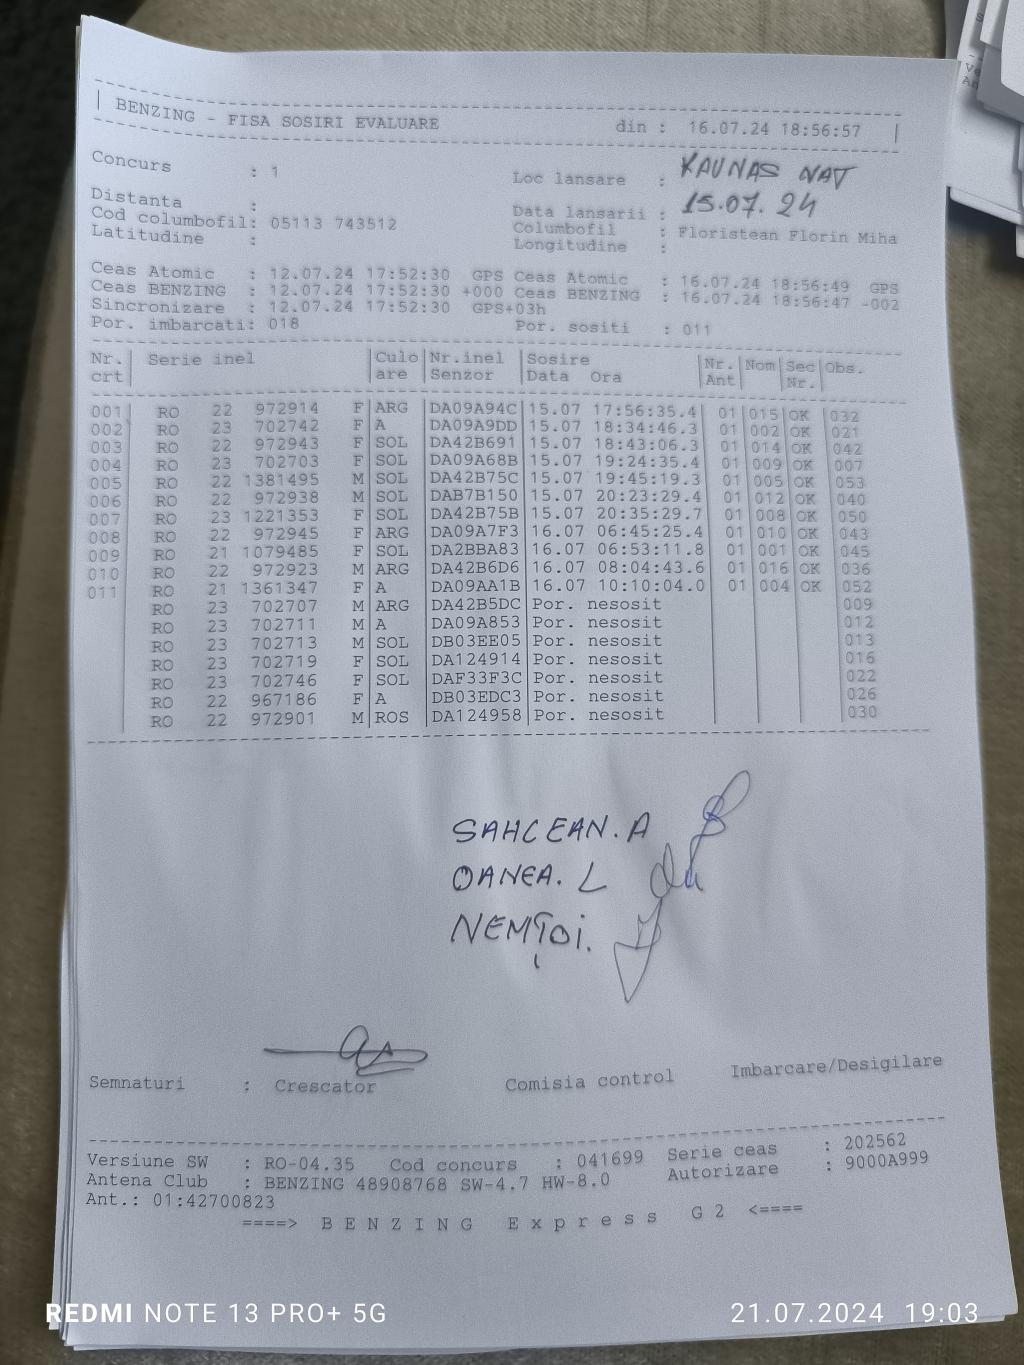 | BENZING - FISA SOSIRI EVALUARE din : 16.07.24 18:56:57 |
Concurs : 1 Loc lansare : KAUNAS NAT
Distanta : Data lansarii : 15.07.24
Cod columbofil: 05113 743512 Columbofil : Floristean Florin Miha
Latitudine : Longitudine :
Ceas Atomic : 12.07.24 17:52:30 GPS Ceas Atomic : 16.07.24 18:56:49 GPS
Ceas BENZING : 12.07.24 17:52:30 +000 Ceas BENZING : 16.07.24 18:56:47 -002
Sincronizare : 12.07.24 17:52:30 GPS+03h
Por. imbarcati: 018 Por. sositi : 011
Nr. Serie inel |Culo|Nr.inel |Sosire |Nr.|Nom|Sec|Obs.
crt| |are |Senzor |Data Ora |Ant| |Nr.|
001| RO 22 972914 F|ARG|DA09A94C|15.07 17:56:35.4| 01|015|OK |032
002| RO 23 702742 F|A |DA09A9DD|15.07 18:34:46.3| 01|002|OK |021
003| RO 22 972943 F|SOL|DA42B691|15.07 18:43:06.3| 01|014|OK |042
004| RO 23 702703 F|SOL|DA09A68B|15.07 19:24:35.4| 01|009|OK |007
005| RO 22 1381495 M|SOL|DA42B75C|15.07 19:45:19.3| 01|005|OK |053
006| RO 22 972938 M|SOL|DAB7B150|15.07 20:23:29.4| 01|012|OK |040
007| RO 23 1221353 F|SOL|DA42B75B|15.07 20:35:29.7| 01|008|OK |050
008| RO 22 972945 F|ARG|DA09A7F3|16.07 06:45:25.4| 01|010|OK |043
009| RO 21 1079485 F|SOL|DA2BBA83|16.07 06:53:11.8| 01|001|OK |045
010| RO 22 972923 M|ARG|DA42B6D6|16.07 08:04:43.6| 01|016|OK |036
011| RO 21 1361347 F|A |DA09AA1B|16.07 10:10:04.0| 01|004|OK |052
RO 23 702707 M|ARG|DA42B5DC|Por. nesosit |009
RO 23 702711 M|A |DA09A853|Por. nesosit |012
RO 23 702713 M|SOL|DB03EE05|Por. nesosit |013
RO 23 702719 F|SOL|DA124914|Por. nesosit |016
RO 23 702746 F|SOL|DAF33F3C|Por. nesosit |022
RO 22 967186 F|A |DB03EDC3|Por. nesosit |026
RO 22 972901 M|ROS|DA124958|Por. nesosit |030
SAHCEAN. A
OANEA. L
NEMȚOI.
Semnaturi : Crescator Comisia control Imbarcare/Desigilare
Versiune SW : RO-04.35 Cod concurs : 041699 Serie ceas : 202562
Antena Club : BENZING 48908768 SW-4.7 HW-8.0 Autorizare : 9000A999
Ant.: 01:42700823
====> B E N Z I N G E x p r e s s G 2 <====
REDMI NOTE 13 PRO+ 5G 21.07.2024 19:03